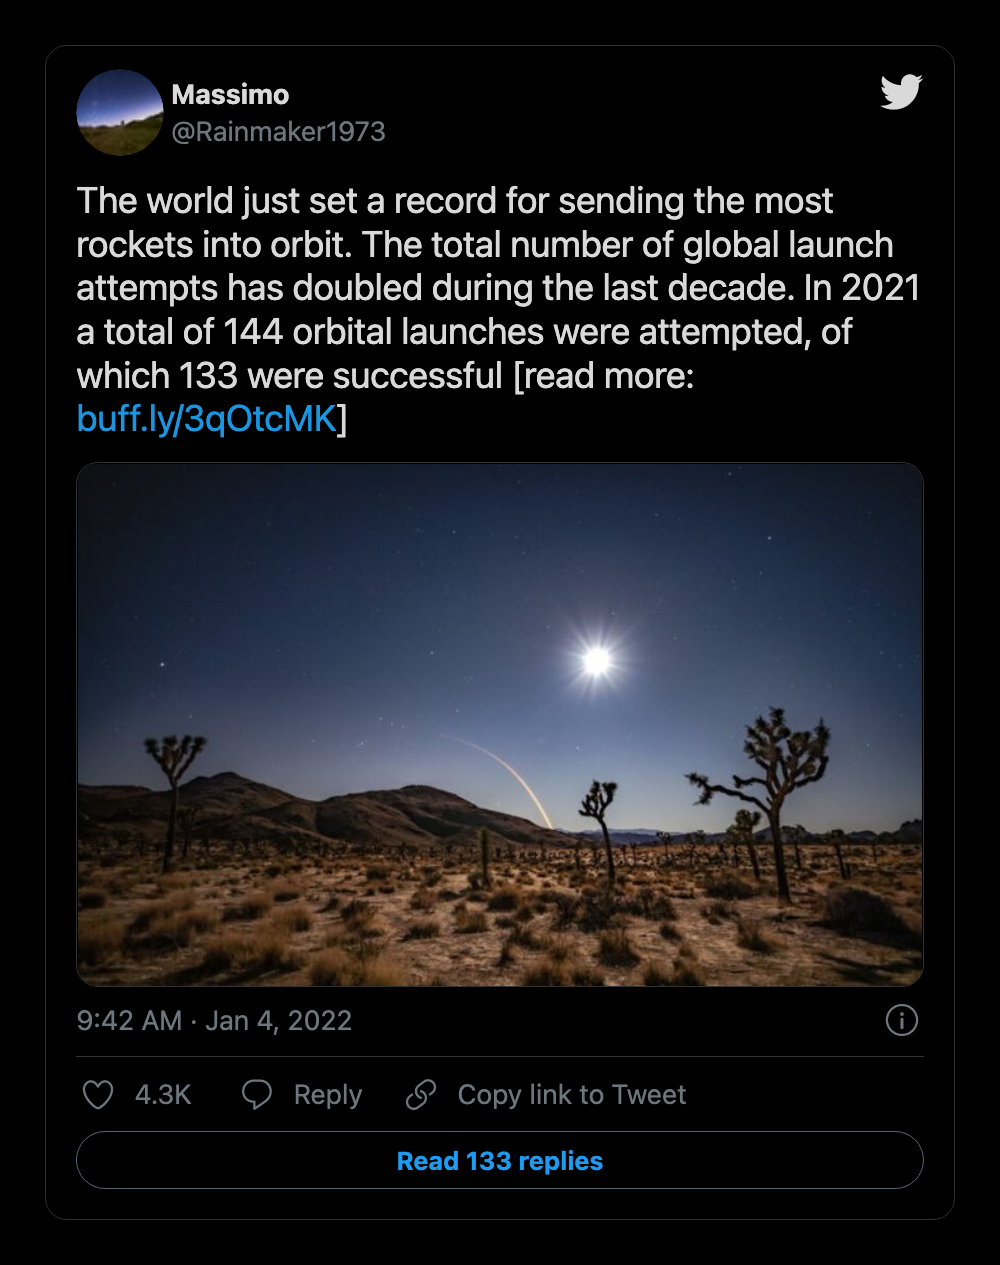 Massimo
@Rainmaker1973
The world just set a record for sending the most
rockets into orbit. The total number of global launch
attempts has doubled during the last decade. In 2021
a total of 144 orbital launches were attempted, of
which 133 were successful [read more:
buff.ly/3qOtcMK]
9:42 AM · Jan 4, 2022
4.3K Reply Copy link to Tweet
Read 133 replies